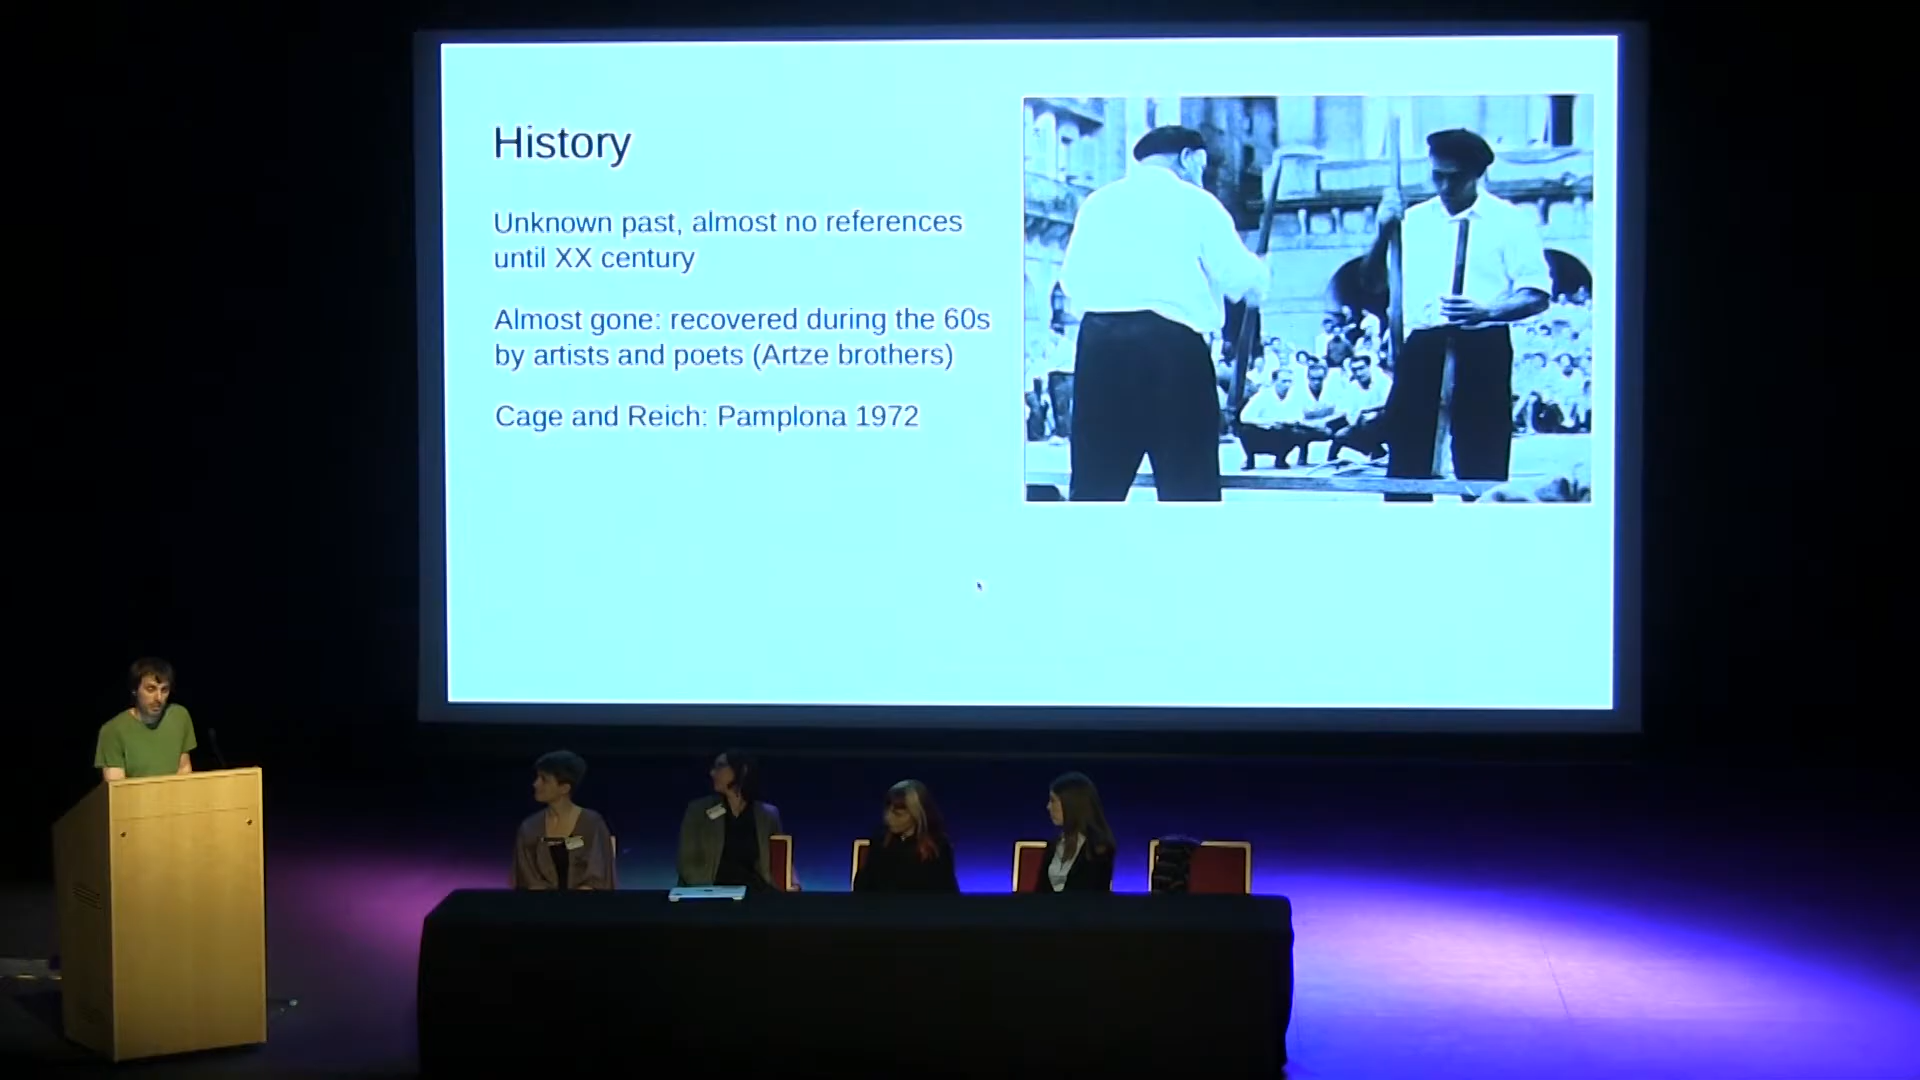 History
Unknown past, almost no references
until XX century
Almost gone: recovered during the 60s
by artists and poets (Artze brothers)
Cage and Reich: Pamplona 1972